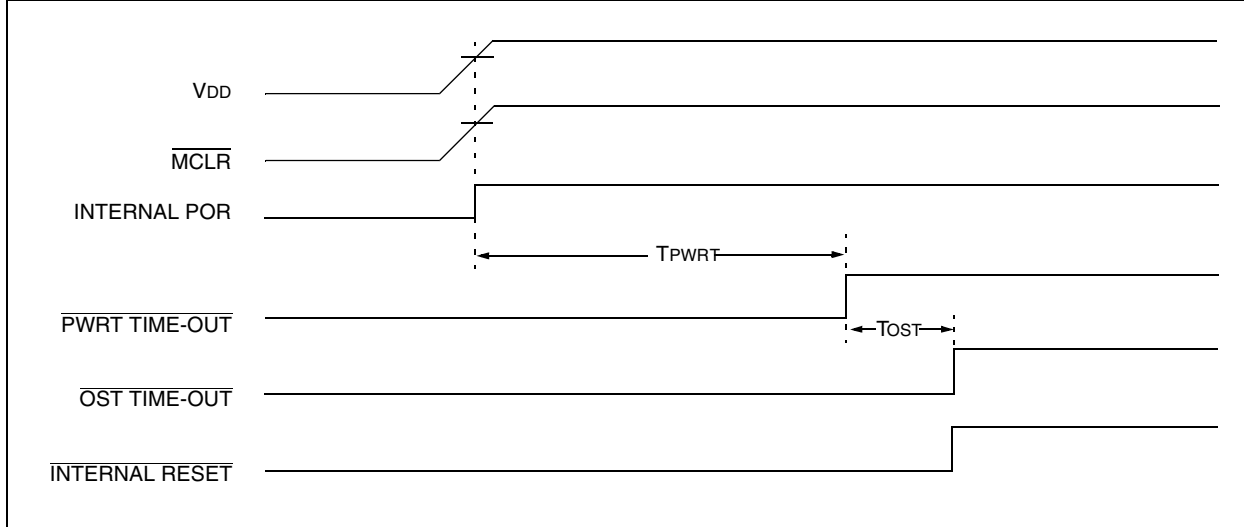 VDD
MCLR
INTERNAL POR
TPWRT
PWRT TIME-OUT
TOST
OST TIME-OUT
INTERNAL RESET